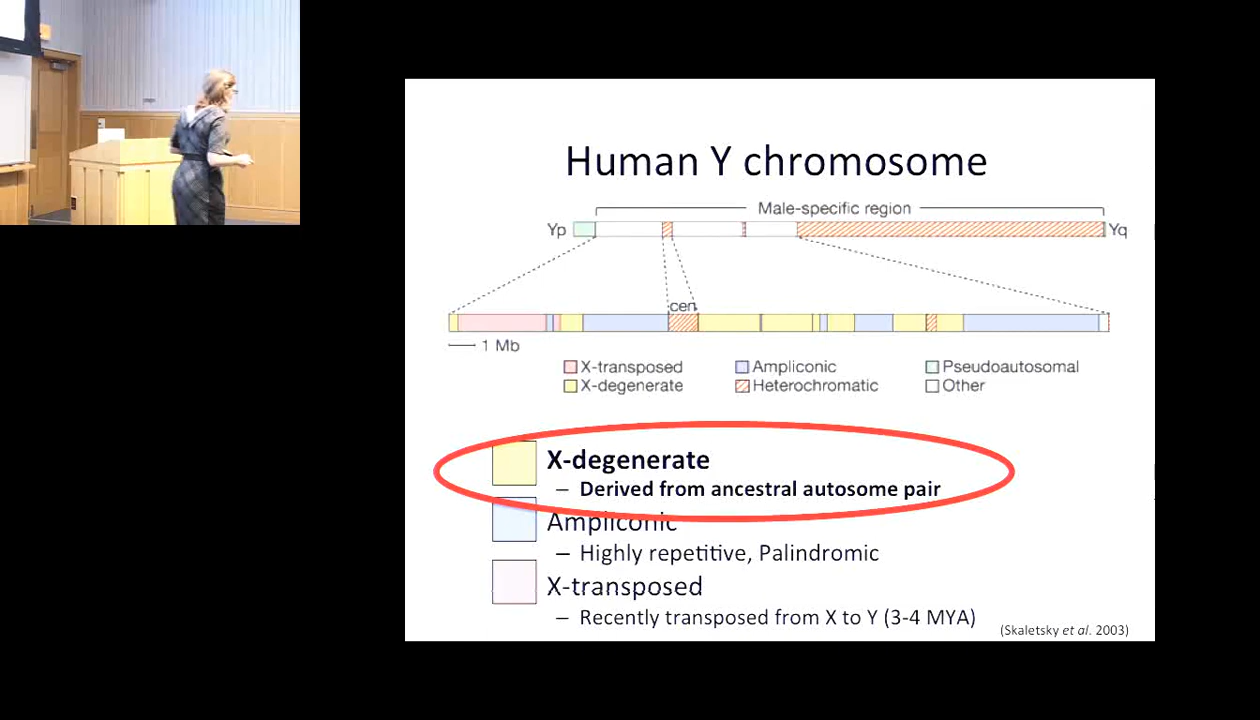 Human Y chromosome
Male-specific region
Yp
Yq
cen
1 Mb
X-transposed
Ampliconic
Pseudoautosomal
X-degenerate
Heterochromatic
Other
X-degenerate
– Derived from ancestral autosome pair
Ampliconic
– Highly repetitive, Palindromic
X-transposed
– Recently transposed from X to Y (3-4 MYA)
(Skaletsky et al. 2003)